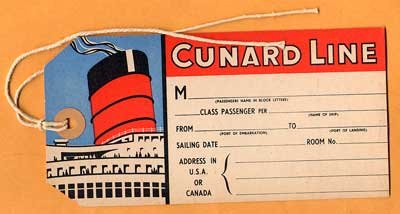 CUNARD LINE
M
(PASSENGERS NAME IN BLOCK LETTERS)
CLASS PASSENGER PER
(NAME OF SHIP)
FROM TO
(PORT OF EMBARKATION) (PORT OF LANDING)
SAILING DATE ROOM No.
ADDRESS IN
U.S.A.
OR
CANADA